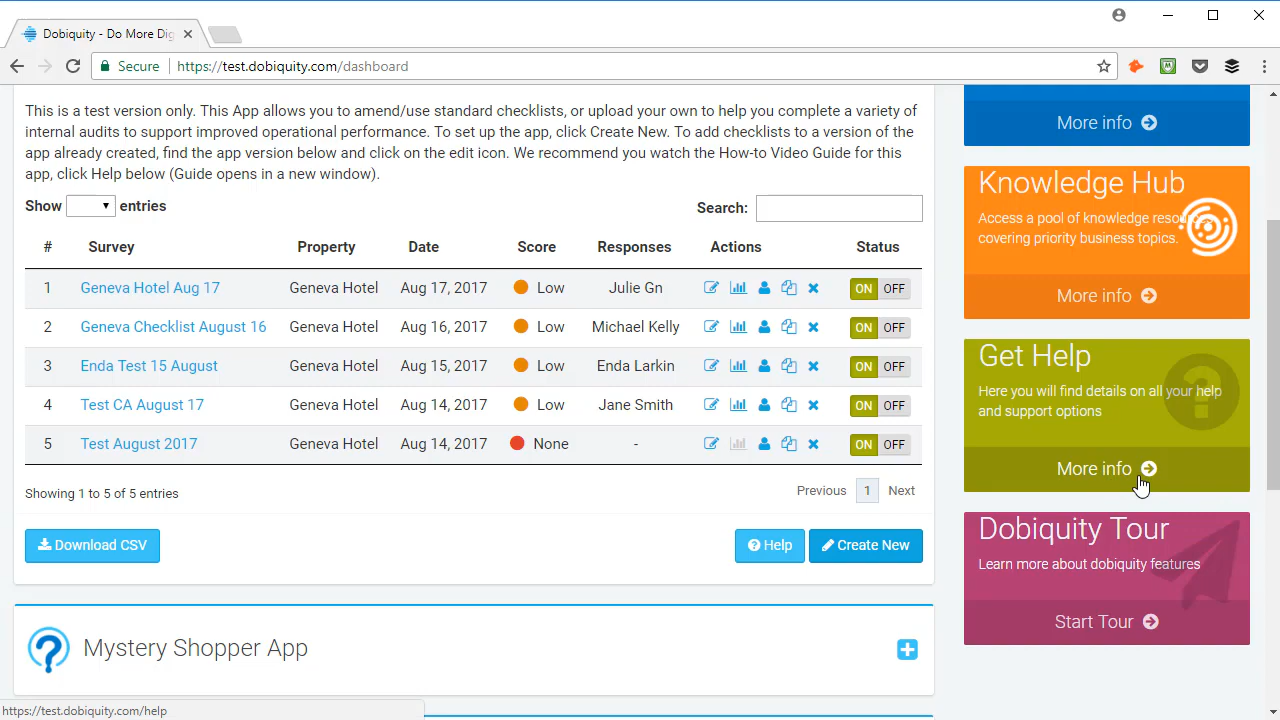 Dobiquity - Do More Dig
Secure https://test.dobiquity.com/dashboard
This is a test version only. This App allows you to amend/use standard checklists, or upload your own to help you complete a variety of
internal audits to support improved operational performance. To set up the app, click Create New. To add checklists to a version of the
app already created, find the app version below and click on the edit icon. We recommend you watch the How-to Video Guide for this
app, click Help below (Guide opens in a new window).
Show entries
Search:
# Survey Property Date Score Responses Actions Status
1 Geneva Hotel Aug 17 Geneva Hotel Aug 17, 2017 Low Julie Gn ON OFF
2 Geneva Checklist August 16 Geneva Hotel Aug 16, 2017 Low Michael Kelly ON OFF
3 Enda Test 15 August Geneva Hotel Aug 15, 2017 Low Enda Larkin ON OFF
4 Test CA August 17 Geneva Hotel Aug 14, 2017 Low Jane Smith ON OFF
5 Test August 2017 Geneva Hotel Aug 14, 2017 None - ON OFF
Showing 1 to 5 of 5 entries
Previous 1 Next
Download CSV
Help
Create New
Mystery Shopper App
More info
Knowledge Hub
Access a pool of knowledge resources
covering priority business topics.
More info
Get Help
Here you will find details on all your help
and support options
More info
Dobiquity Tour
Learn more about dobiquity features
Start Tour
https://test.dobiquity.com/help